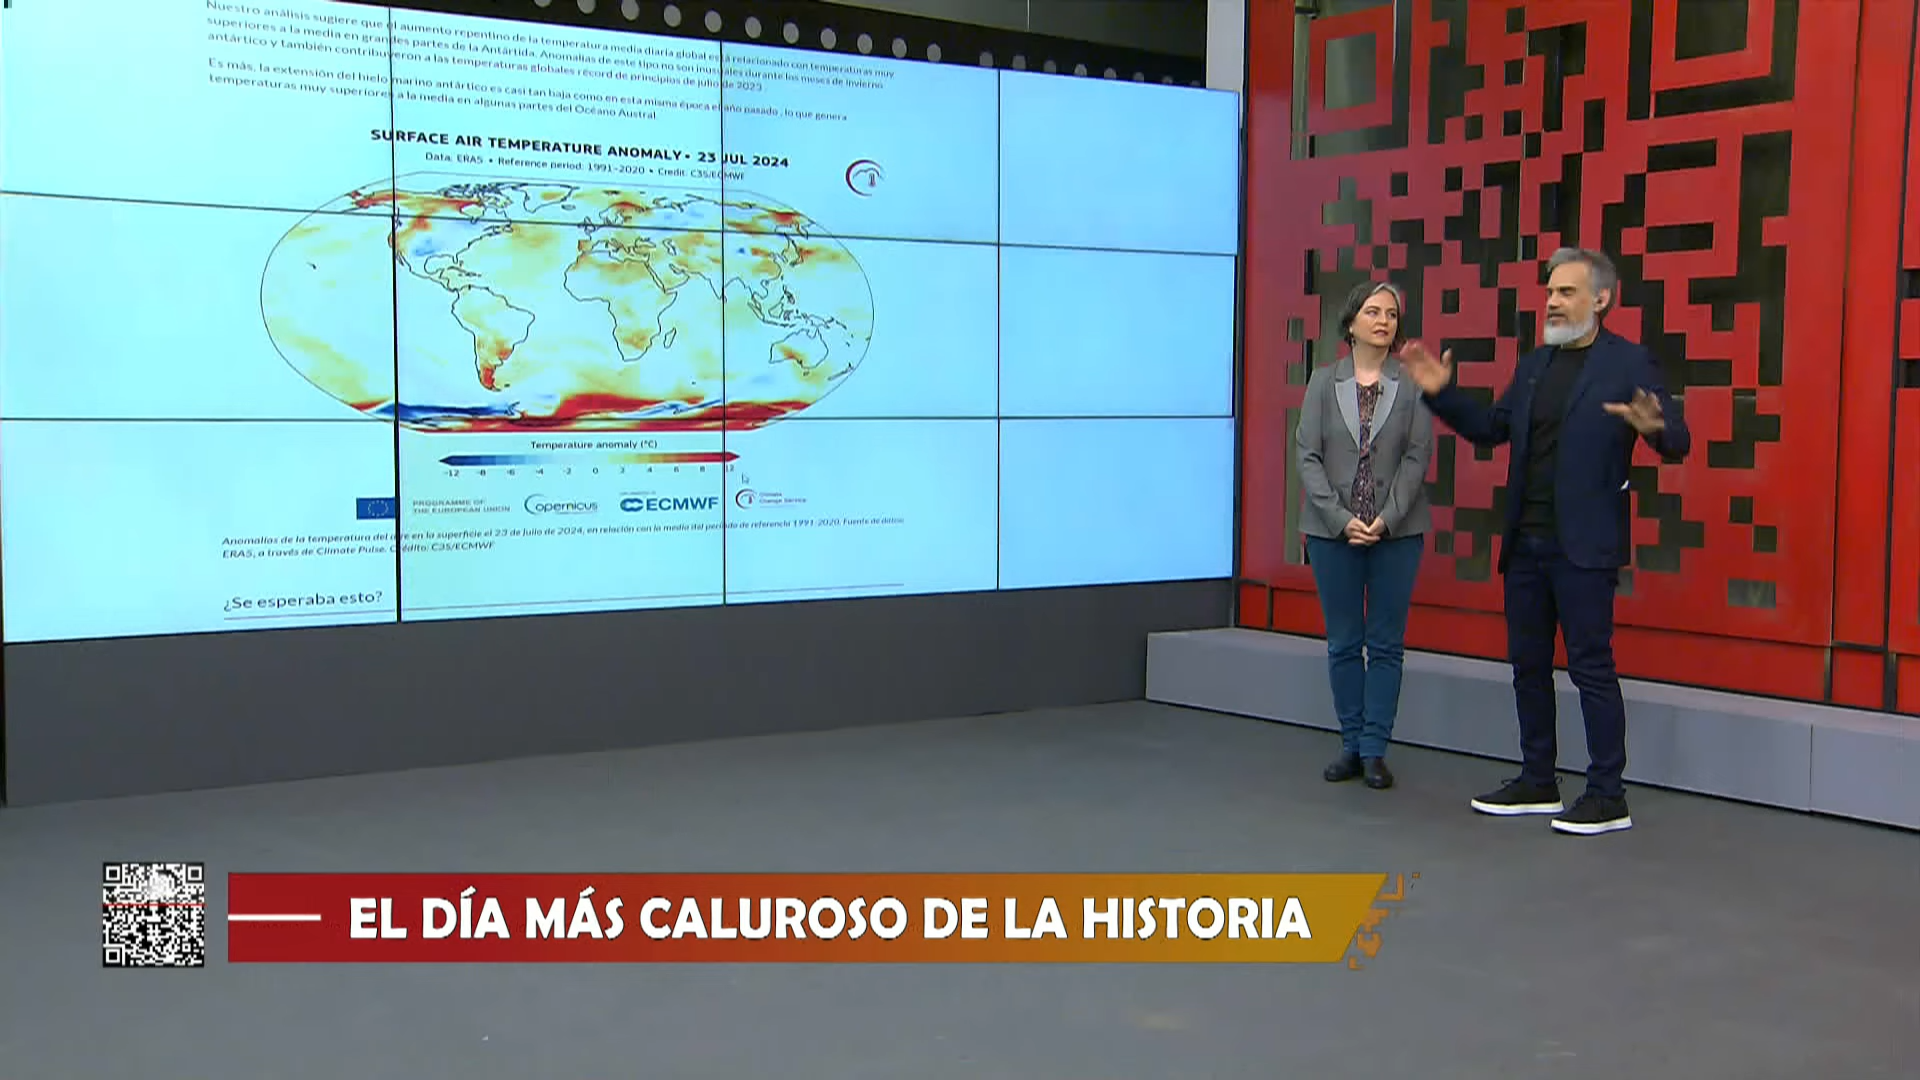 Nuestro análisis sugiere que el aumento repentino de la temperatura media diaria global está relacionado con temperaturas muy
superiores a la media en grandes partes de la Antártida. Anomalías de este tipo no son inusuales durante los meses de invierno
antártico y también contribuyeron a las temperaturas globales récord de principios de julio de 2023 .
Es más, la extensión del hielo marino antártico es casi tan baja como en esta misma época el año pasado , lo que genera
temperaturas muy superiores a la media en algunas partes del Océano Austral.
SURFACE AIR TEMPERATURE ANOMALY • 23 JUL 2024
Data: ERA5 • Reference period: 1991-2020 • Credit: C3S/ECMWF
Temperature anomaly (°C)
-12 -8 -6 -4 -2 0 2 4 6 8 12
PROGRAMME OF
THE EUROPEAN UNION
Copernicus
ECMWF
Climate
Change Service
Anomalías de la temperatura del aire en la superficie el 23 de julio de 2024, en relación con la media del período de referencia 1991-2020. Fuente de datos:
ERA5, a través de Climate Pulse. Crédito: C3S/ECMWF
¿Se esperaba esto?
EL DÍA MÁS CALUROSO DE LA HISTORIA